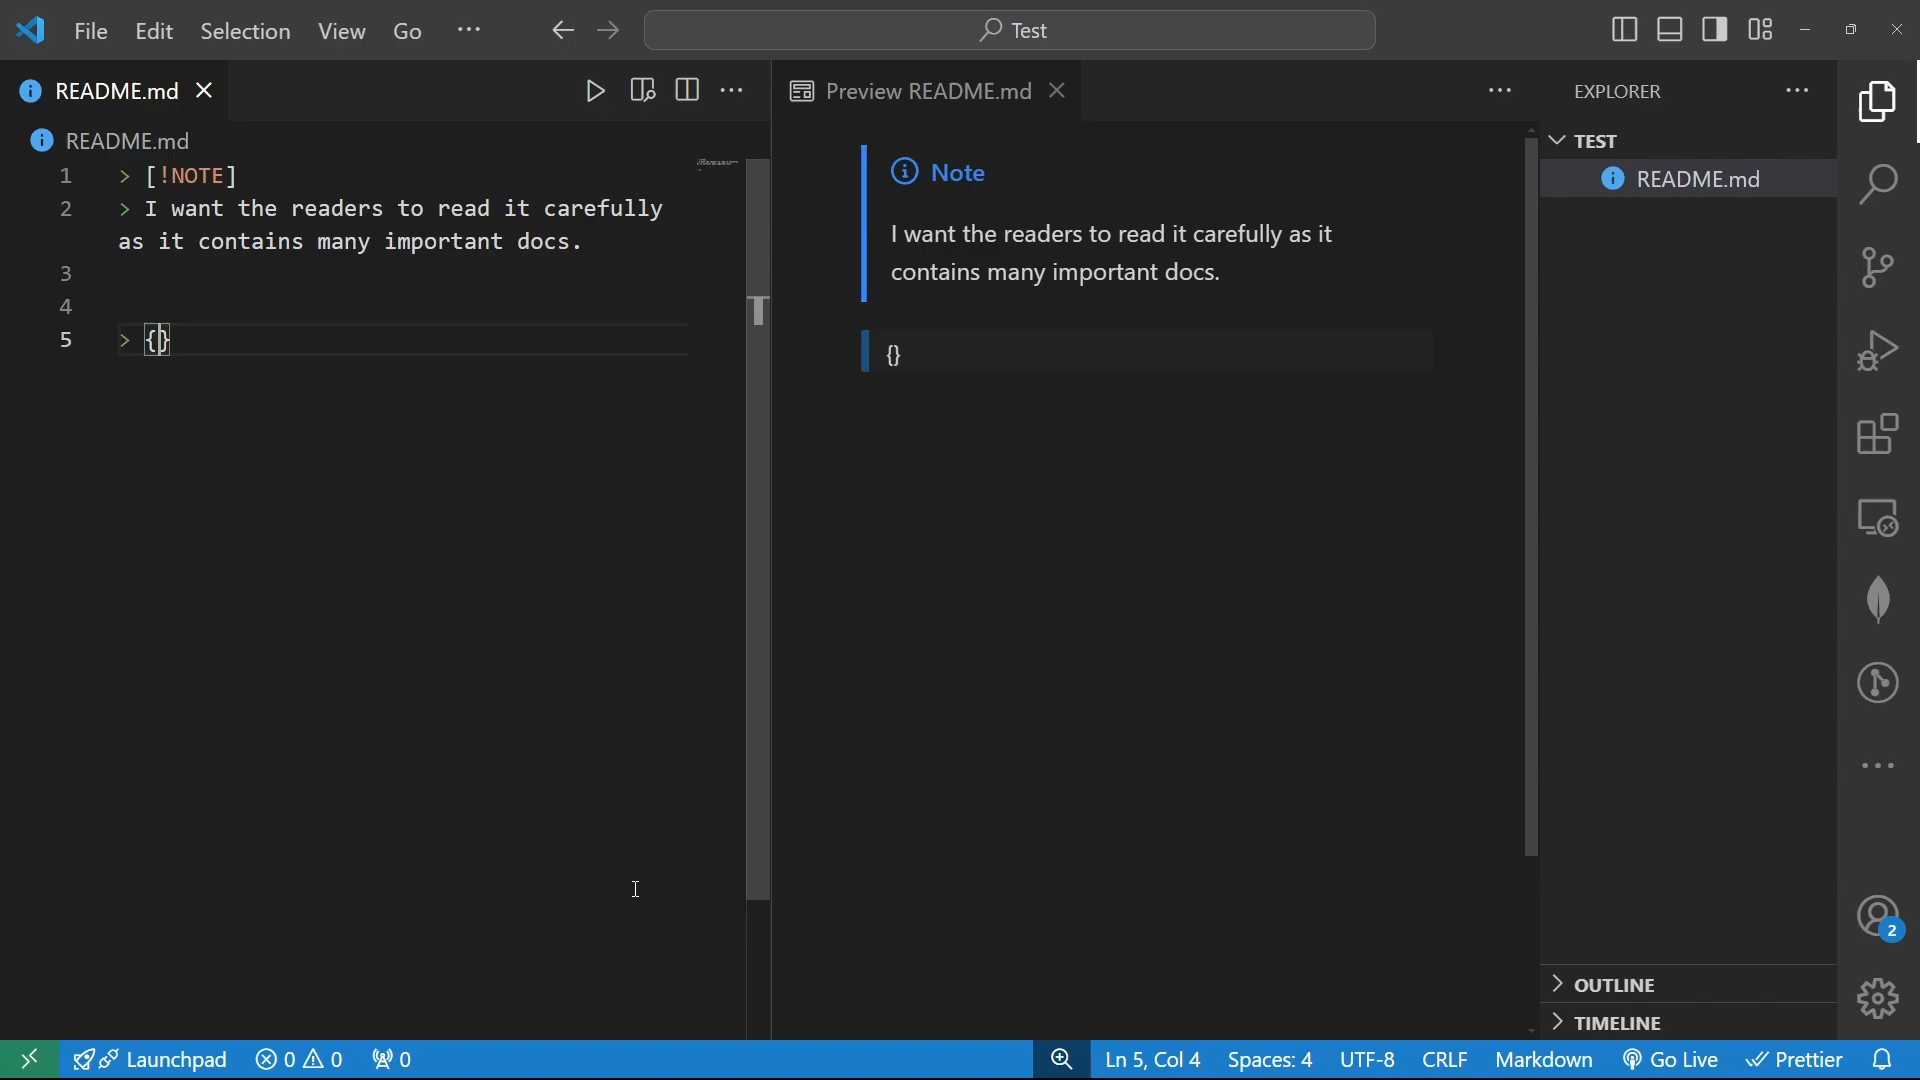 File Edit Selection View Go ··· Test
README.md
Preview README.md
EXPLORER
README.md
TEST
1 > [!NOTE]
Note
README.md
2 > I want the readers to read it carefully
as it contains many important docs.
I want the readers to read it carefully as it
contains many important docs.
3
4
5 > {}
{}
2
OUTLINE
TIMELINE
Launchpad 0 0 0 Ln 5, Col 4 Spaces: 4 UTF-8 CRLF Markdown Go Live Prettier